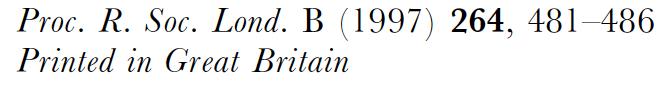 Proc. R. Soc. Lond. B (1997) 264, 481–486
Printed in Great Britain